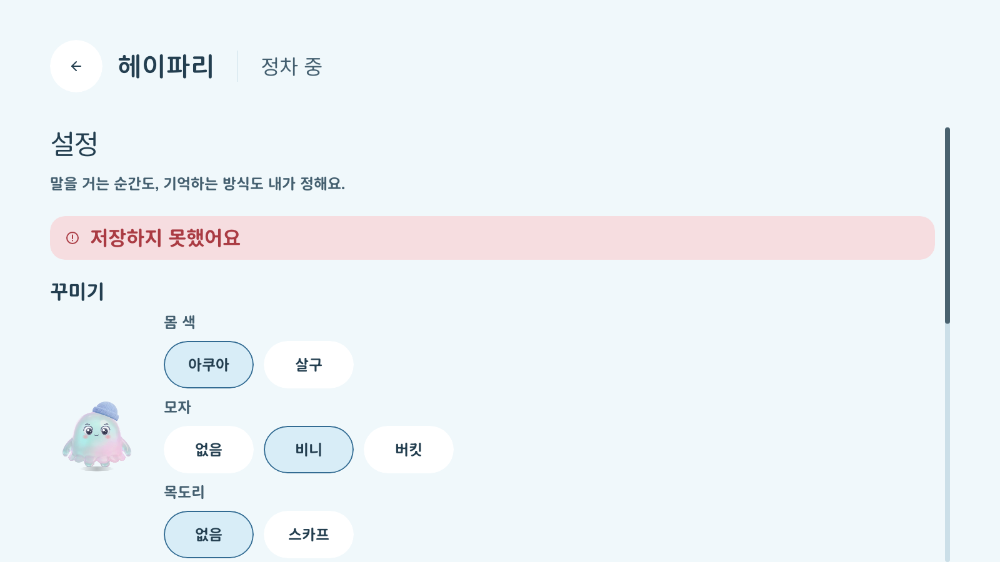 헤이파리
정차 중
설정
말을 거는 순간도, 기억하는 방식도 내가 정해요.
저장하지 못했어요
꾸미기
몸 색
아쿠아
살구
모자
없음
비니
버킷
목도리
없음
스카프